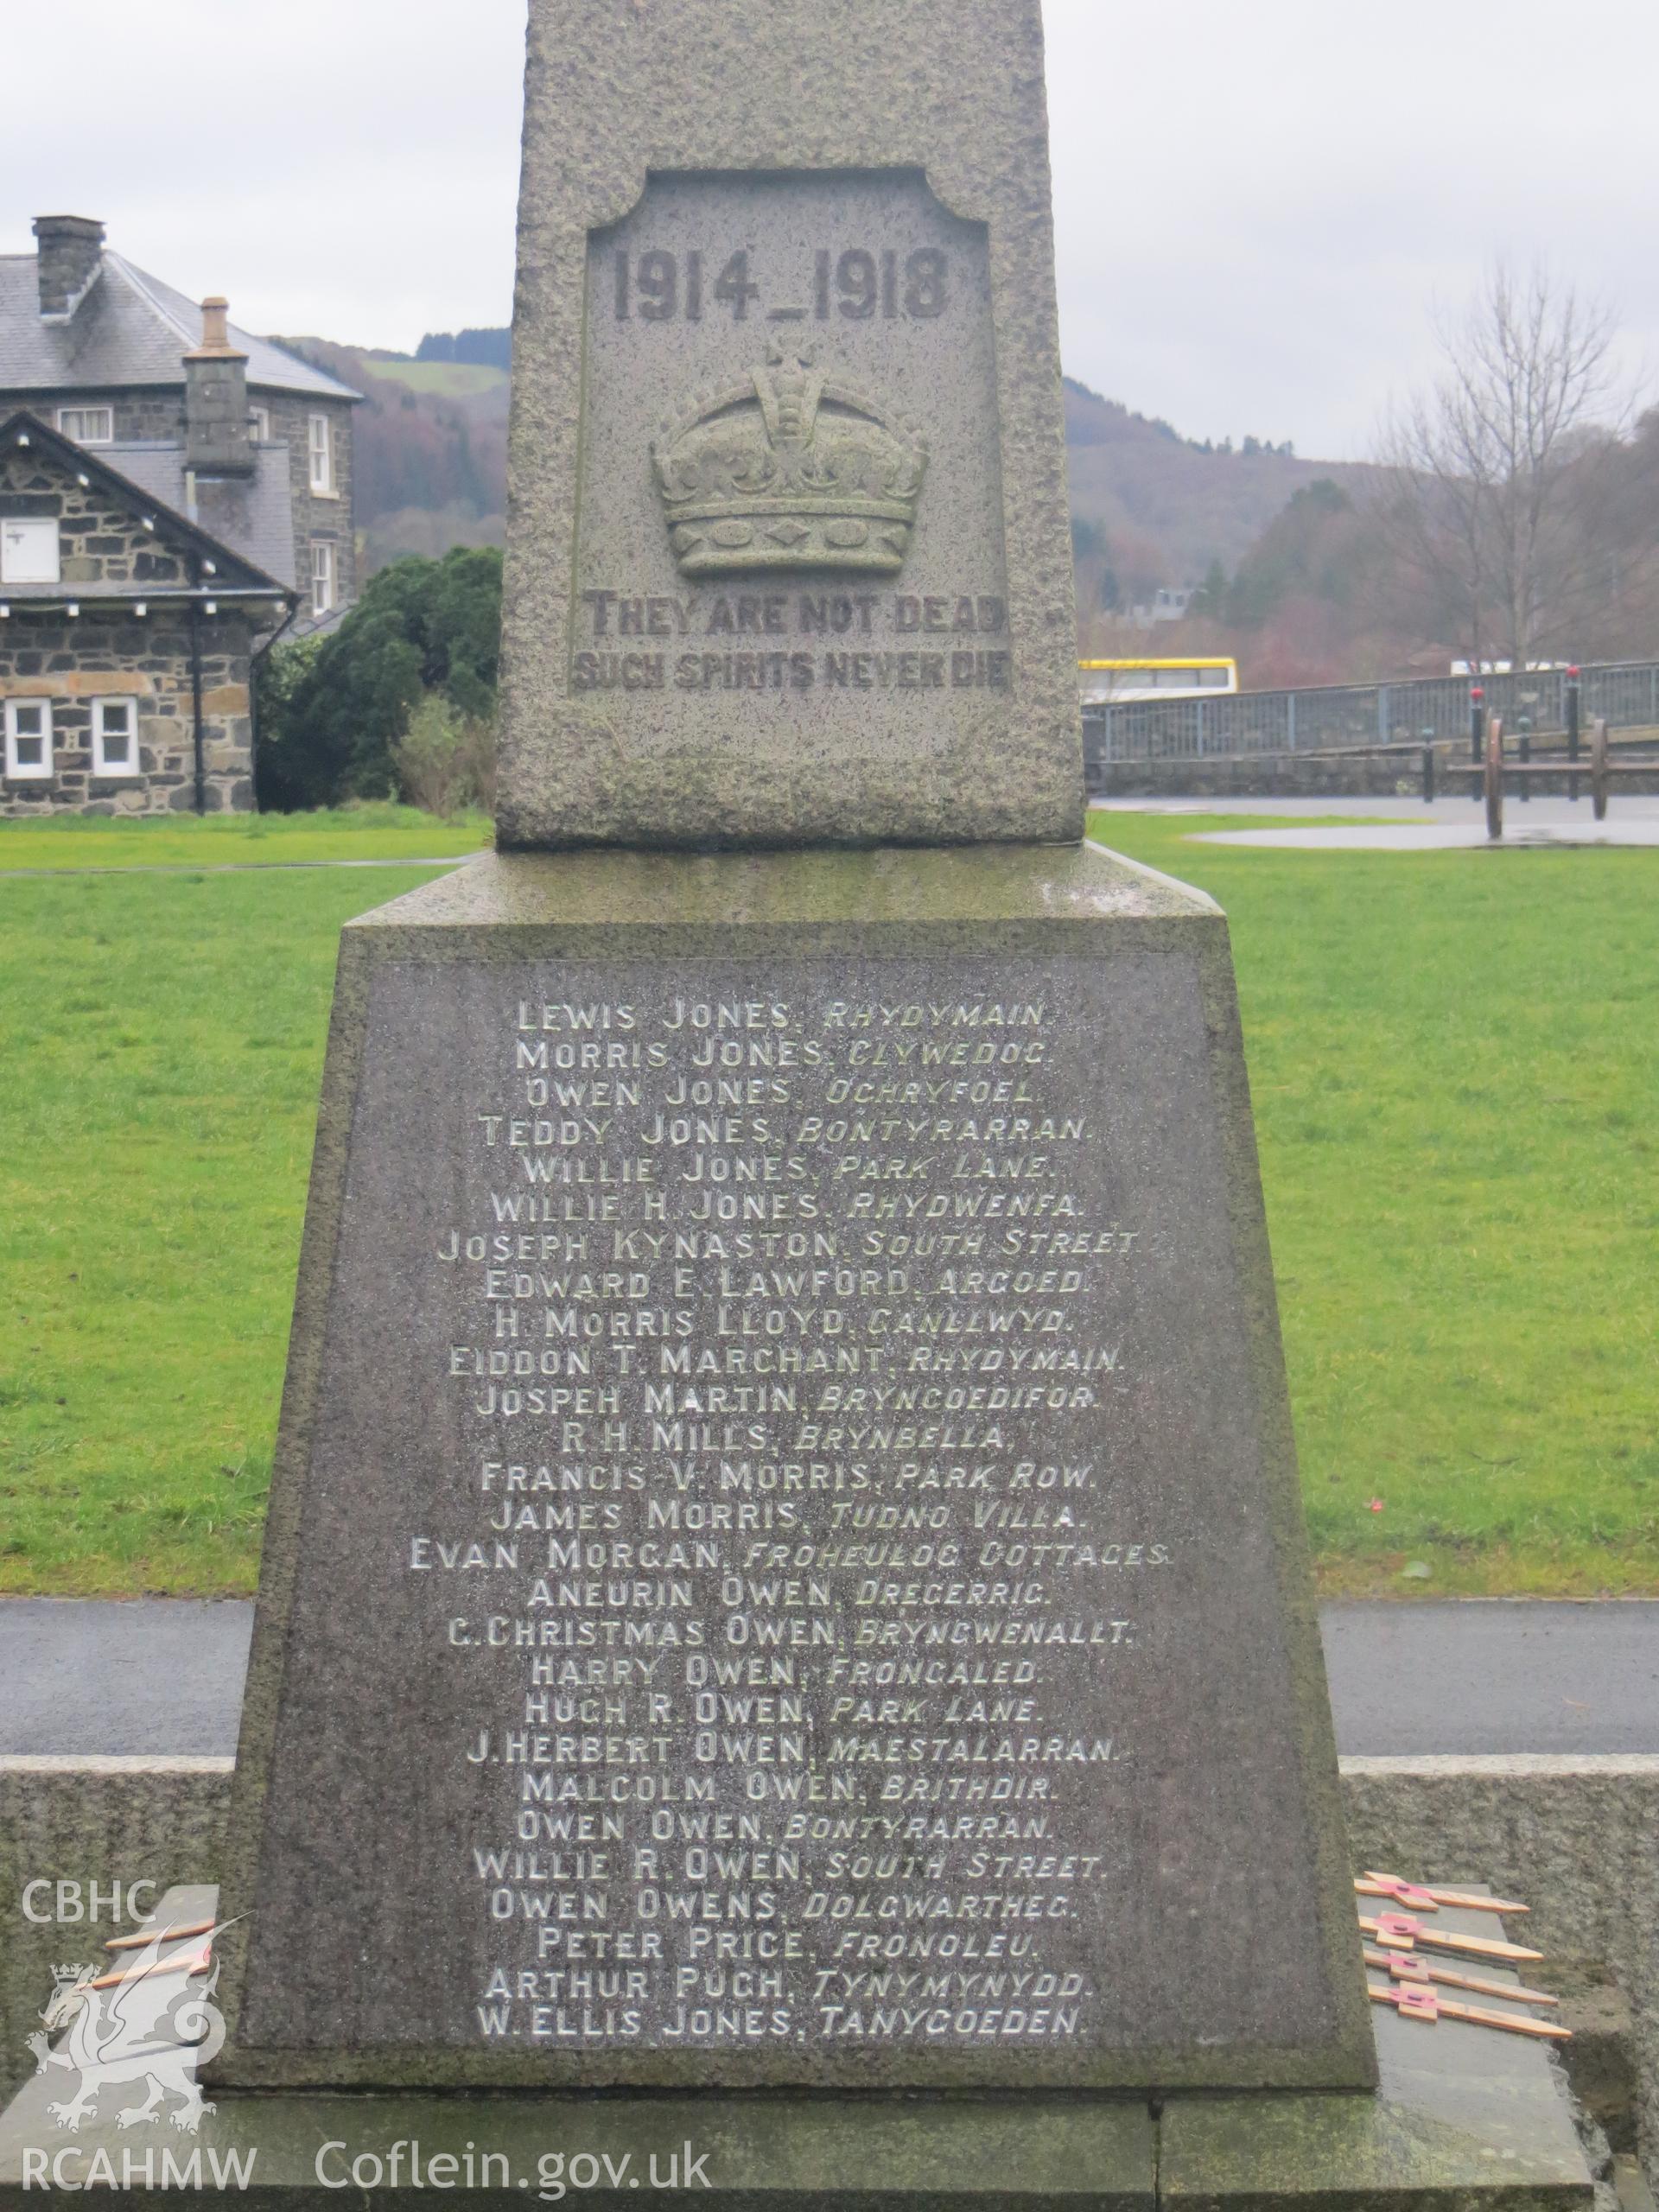 1914_1918
THEY ARE NOT DEAD
SUCH SPIRITS NEVER DIE
LEWIS JONES, RHYDYMAIN.
MORRIS JONES, CLYWEDOG.
OWEN JONES, OCHRYFOEL.
TEDDY JONES, BONTYRARRAN.
WILLIE JONES, PARK LANE.
WILLIE H. JONES, RHYDWENFA.
JOSEPH KYNASTON, SOUTH STREET.
EDWARD E. LAWFORD, ARGOED.
H. MORRIS LLOYD, GANLLWYD.
EIDDON T. MARCHANT, RHYDYMAIN.
JOSPEH MARTIN, BRYNCOEDIFOR.
R.H. MILLS, BRYNBELLA.
FRANCIS V. MORRIS, PARK ROW.
JAMES MORRIS, TUDNO VILLA.
EVAN MORGAN, FROHEULOG COTTAGES.
ANEURIN OWEN, DREGERRIG.
G. CHRISTMAS OWEN, BRYNGWENALLT.
HARRY OWEN, FRONGALED.
HUGH R. OWEN, PARK LANE.
J. HERBERT OWEN, MAESTALARRAN.
MALCOLM OWEN, BRITHDIR.
OWEN OWEN, BONTYRARRAN.
WILLIE R. OWEN, SOUTH STREET.
OWEN OWENS, DOLGWARTHEG.
PETER PRICE, FRONOLEU.
ARTHUR PUGH, TYNYMYNYDD.
W. ELLIS JONES, TANYCOEDEN.
CBHC
RCAHMW Coflein.gov.uk